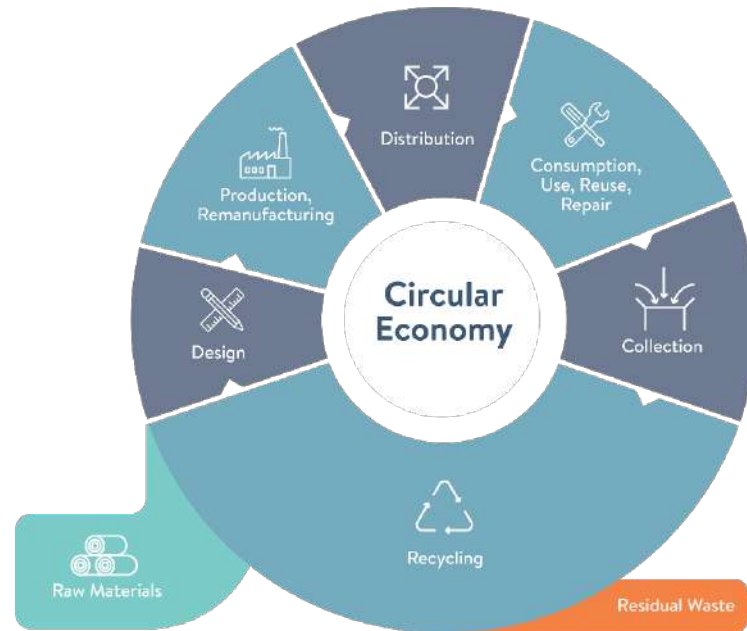 Distribution
Consumption,
Use, Reuse,
Repair
Production,
Remanufacturing
Circular
Economy
Collection
Design
Recycling
Raw Materials
Residual Waste